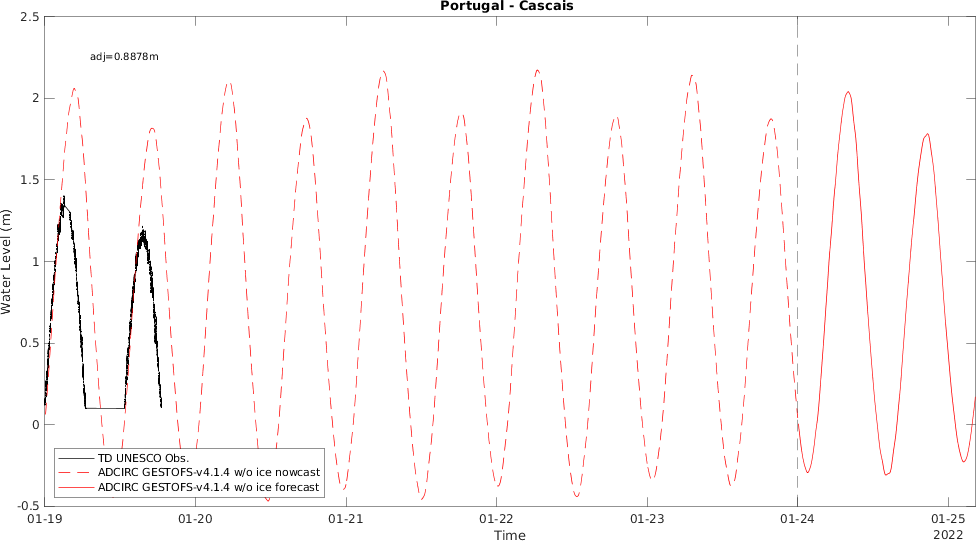 Portugal - Cascais
2.5
adj=0.8878m
2
1.5
1
0.5
0
-0.5
Water Level (m)
TD UNESCO Obs.
ADCIRC GESTOFS-v4.1.4 w/o ice nowcast
ADCIRC GESTOFS-v4.1.4 w/o ice forecast
01-19 01-20 01-21 01-22 01-23 01-24 01-25
Time
2022